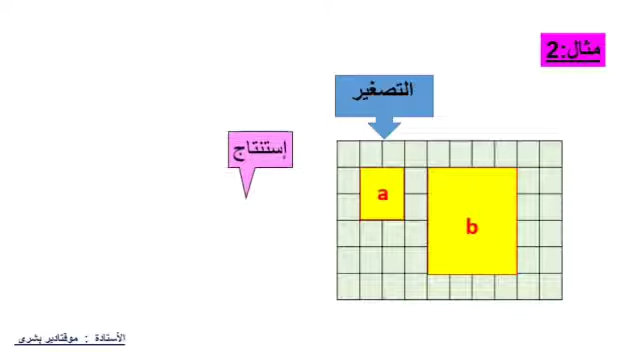 مثال:2
التصغير
إستنتاج
a
b
الأستاذة : موقتادير بشرى